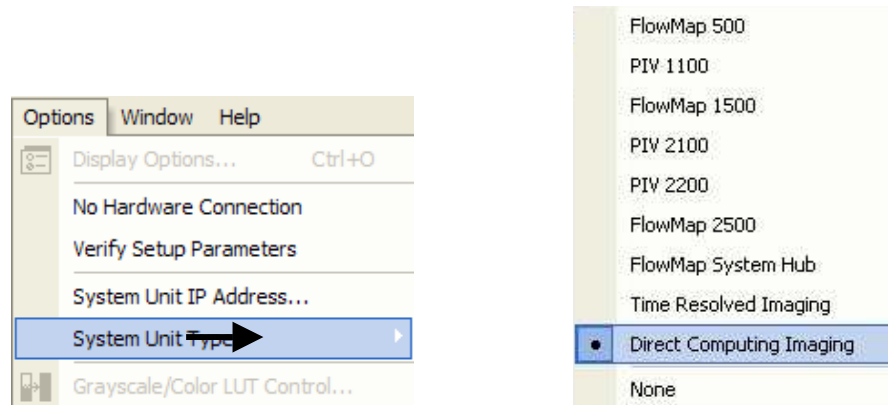 Options Window Help
Display Options... Ctrl+O
No Hardware Connection
Verify Setup Parameters
System Unit IP Address...
System Unit Type
Grayscale/Color LUT Control...
FlowMap 500
PIV 1100
FlowMap 1500
PIV 2100
PIV 2200
FlowMap 2500
FlowMap System Hub
Time Resolved Imaging
Direct Computing Imaging
None